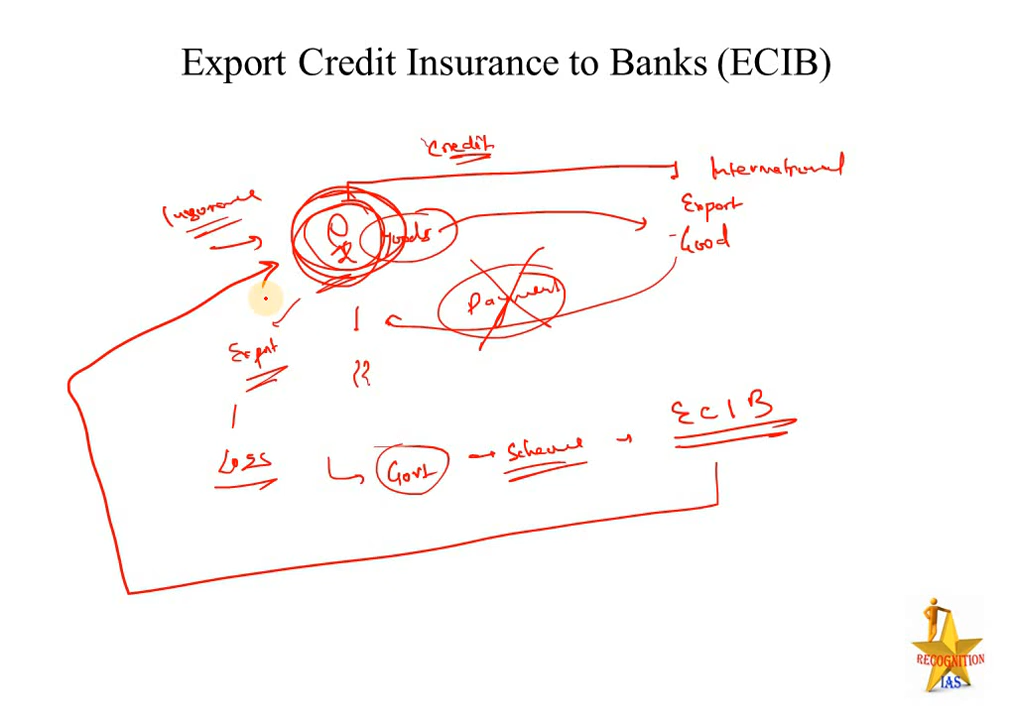 Export Credit Insurance to Banks (ECIB)
Credit
International
Insurance
Export
Goods
Good
Payment
Export
??
ECIB
Loss
Govt
Scheme
RECOGNITION
IAS